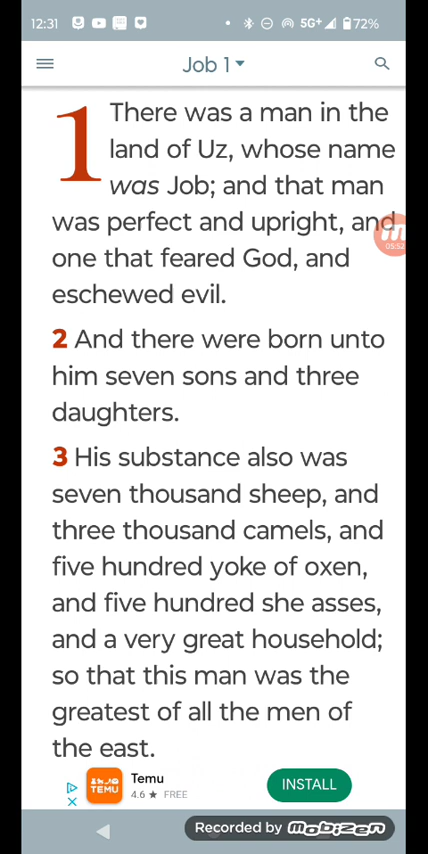 12:31
5G+
72%
Job 1
1 There was a man in the
land of Uz, whose name
was Job; and that man
was perfect and upright, and
one that feared God, and
eschewed evil.
05:52
2 And there were born unto
him seven sons and three
daughters.
3 His substance also was
seven thousand sheep, and
three thousand camels, and
five hundred yoke of oxen,
and five hundred she asses,
and a very great household;
so that this man was the
greatest of all the men of
the east.
TEMU
Temu
4.6 ★ FREE
INSTALL
Recorded by Mobizen